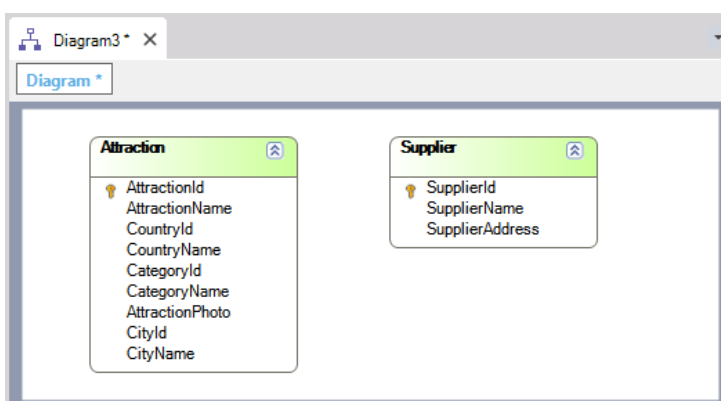 Diagram3 *
Diagram *
Attraction
AttractionId
AttractionName
CountryId
CountryName
CategoryId
CategoryName
AttractionPhoto
CityId
CityName
Supplier
SupplierId
SupplierName
SupplierAddress